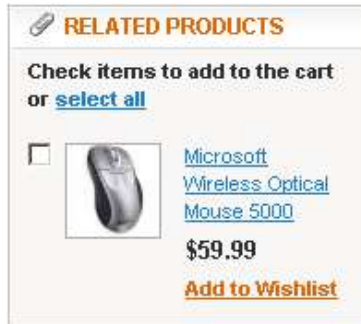 RELATED PRODUCTS
Check items to add to the cart
or select all
Microsoft
Wireless Optical
Mouse 5000
$59.99
Add to Wishlist